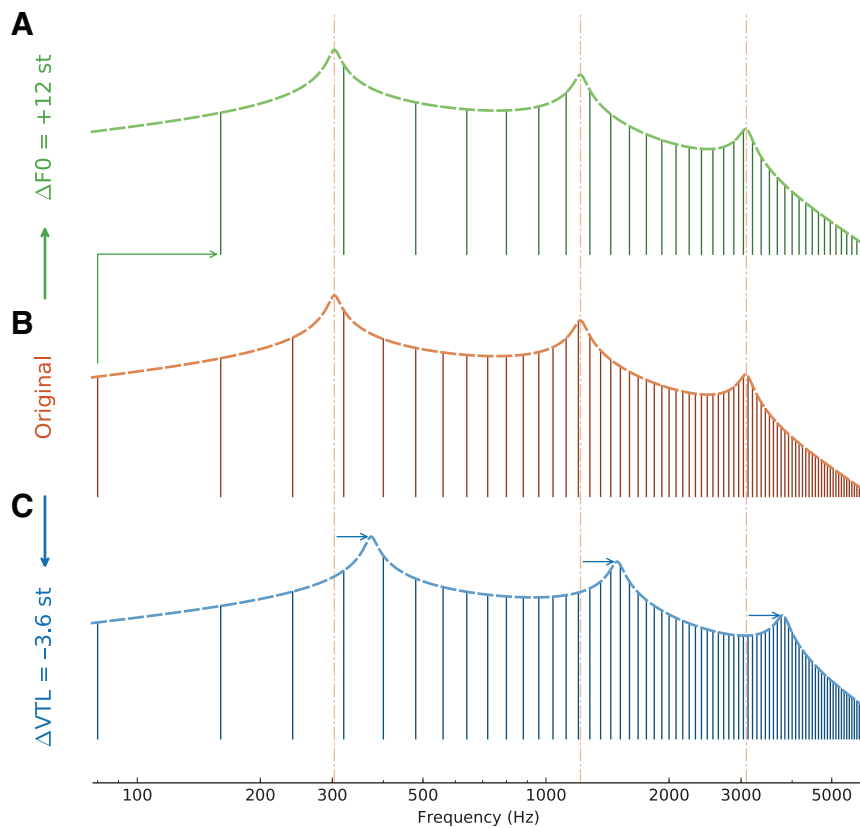 A
ΔF0 = +12 st
B
Original
C
ΔVTL = −3.6 st
100 200 300 500 1000 2000 3000 5000
Frequency (Hz)